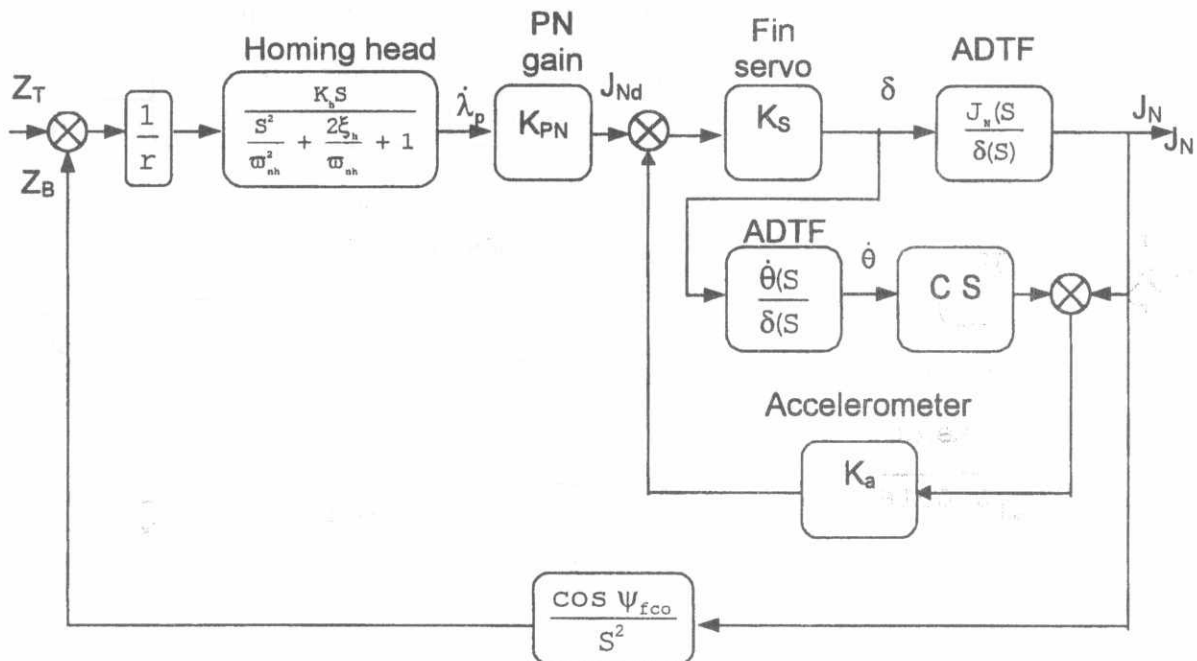 PN
gain
Fin
servo
Homing head
ADTF
Z_T
1
r
K_h S
S²
ϖ²_nh
+
2ξ_h
ϖ_nh
+ 1
λ̇_p
K_PN
J_Nd
K_S
δ
J_N(S
δ(S)
J_N
J_N
Z_B
ADTF
θ̇(S
δ(S
θ̇
C S
Accelerometer
K_a
cos ψ_fco
S²